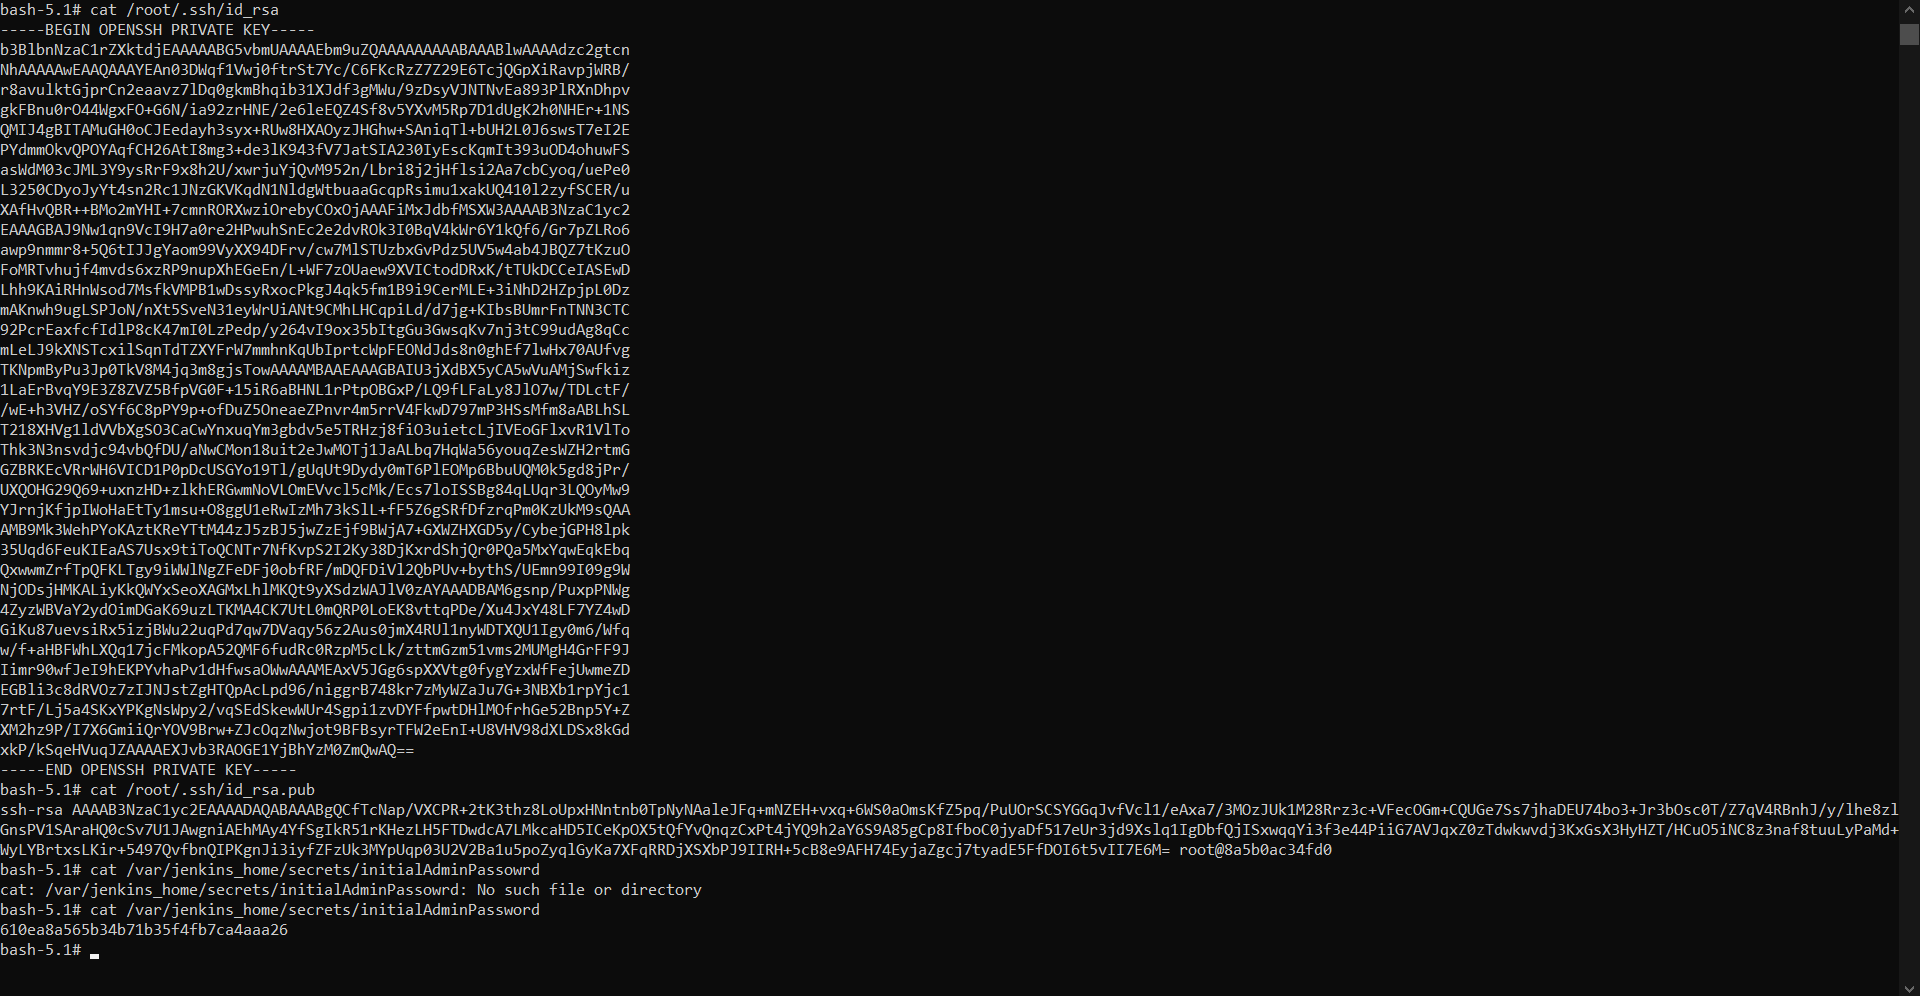 bash-5.1# cat /root/.ssh/id_rsa
-----BEGIN OPENSSH PRIVATE KEY-----
b3BlbnNzaC1rZXktdjEAAAAABG5vbmUAAAAEbm9uZQAAAAAAAAABAAABlwAAAAdzc2gtcn
NhAAAAAwEAAQAAAYEAn03DWqf1Vwj0ftrSt7Yc/C6FKcRzZ7Z29E6TcjQGpXiRavpjWRB/
r8avulktGjprCn2eaavz7lDq0gkmBhqib31XJdf3gMWu/9zDsyVJNTNvEa893PlRXnDhpv
gkFBnu0rO44WgxFO+G6N/ia92zrHNE/2e6leEQZ4Sf8v5YXvM5Rp7D1dUgK2h0NHEr+1NS
QMIJ4gBITAMuGH0oCJEedayh3syx+RUw8HXAOyzJHGhw+SAniqTl+bUH2L0J6swsT7eI2E
PYdmmOkvQPOYAqfCH26AtI8mg3+de3lK943fV7JatSIA230IyEscKqmIt393uOD4ohuwFS
asWdM03cJML3Y9ysRrF9x8h2U/xwrjuYjQvM952n/Lbri8j2jHflsi2Aa7cbCyoq/uePe0
L3250CDyoJyYt4sn2Rc1JNzGKVKqdN1NldgWtbuaaGcqpRsimu1xakUQ410l2zyfSCER/u
XAfHvQBR++BMo2mYHI+7cmnRORXwziOrebyCOxOjAAAFiMxJdbfMSXW3AAAAB3NzaC1yc2
EAAAGBAJ9Nw1qn9VcI9H7a0re2HPwuhSnEc2e2dvROk3I0BqV4kWr6Y1kQf6/Gr7pZLRo6
awp9nmmr8+5Q6tIJJgYaom99VyXX94DFrv/cw7MlSTUzbxGvPdz5UV5w4ab4JBQZ7tKzuO
FoMRTvhujf4mvds6xzRP9nupXhEGeEn/L+WF7zOUaew9XVICtodDRxK/tTUkDCCeIASEwD
Lhh9KAiRHnWsod7MsfkVMPB1wDssyRxocPkgJ4qk5fm1B9i9CerMLE+3iNhD2HZpjpL0Dz
mAKnwh9ugLSPJoN/nXt5SveN31eyWrUiANt9CMhLHCqpiLd/d7jg+KIbsBUmrFnTNN3CTC
92PcrEaxfcfIdlP8cK47mI0LzPedp/y264vI9ox35bItgGu3GwsqKv7nj3tC99udAg8qCc
mLeLJ9kXNSTcxilSqnTdTZXYFrW7mmhnKqUbIprtcWpFEONdJds8n0ghEf7lwHx70AUfvg
TKNpmByPu3Jp0TkV8M4jq3m8gjsTowAAAAMBAAEAAAGBAIU3jXdBX5yCA5wVuAMjSwfkiz
1LaErBvqY9E3Z8ZVZ5BfpVG0F+15iR6aBHNL1rPtpOBGxP/LQ9fLFaLy8JlO7w/TDLctF/
/wE+h3VHZ/oSYf6C8pPY9p+ofDuZ5OneaeZPnvr4m5rrV4FkwD797mP3HSsMfm8aABLhSL
T218XHVg1ldVVbXgSO3CaCwYnxuqYm3gbdv5e5TRHzj8fiO3uietcLjIVEoGFlxvR1VlTo
Thk3N3nsvdjc94vbQfDU/aNwCMon18uit2eJwMOTj1JaALbq7HqWa56youqZesWZH2rtmG
GZBRKEcVRrWH6VICD1P0pDcUSGYo19Tl/gUqUt9Dydy0mT6PlEOMp6BbuUQM0k5gd8jPr/
UXQOHG29Q69+uxnzHD+zlkhERGwmNoVLOmEVvcl5cMk/Ecs7loISSBg84qLUqr3LQOyMw9
YJrnjKfjpIWoHaEtTy1msu+O8ggU1eRwIzMh73kSlL+fF5Z6gSRfDfzrqPm0KzUkM9sQAA
AMB9Mk3WehPYoKAztKReYTtM44zJ5zBJ5jwZzEjf9BWjA7+GXWZHXGD5y/CybejGPH8lpk
35Uqd6FeuKIEaAS7Usx9tiToQCNTr7NfKvpS2I2Ky38DjKxrdShjQr0PQa5MxYqwEqkEbq
QxwwmZrfTpQFKLTgy9iWWlNgZFeDFj0obfRF/mDQFDiVl2QbPUv+bythS/UEmn99I09g9W
NjODsjHMKALiyKkQWYxSeoXAGMxLhlMKQt9yXSdzWAJlV0zAYAAADBAM6gsnp/PuxpPNWg
4ZyzWBVaY2ydOimDGaK69uzLTKMA4CK7UtL0mQRP0LoEK8vttqPDe/Xu4JxY48LF7YZ4wD
GiKu87uevsiRx5izjBWu22uqPd7qw7DVaqy56z2Aus0jmX4RUl1nyWDTXQU1Igy0m6/Wfq
w/f+aHBFWhLXQq17jcFMkopA52QMF6fudRc0RzpM5cLk/zttmGzm51vms2MUMgH4GrFF9J
Iimr90wfJeI9hEKPYvhaPv1dHfwsaOWwAAAMEAxV5JGg6spXXVtg0fygYzxWfFejUwmeZD
EGBli3c8dRVOz7zIJNJstZgHTQpAcLpd96/niggrB748kr7zMyWZaJu7G+3NBXb1rpYjc1
7rtF/Lj5a4SKxYPKgNsWpy2/vqSEdSkewWUr4Sgpi1zvDYFfpwtDHlMOfrhGe52Bnp5Y+Z
XM2hz9P/I7X6GmiiQrYOV9Brw+ZJcOqzNwjot9BFBsyrTFW2eEnI+U8VHV98dXLDSx8kGd
xkP/kSqeHVuqJZAAAAEXJvb3RAOGE1YjBhYzM0ZmQwAQ==
-----END OPENSSH PRIVATE KEY-----
bash-5.1# cat /root/.ssh/id_rsa.pub
ssh-rsa AAAAB3NzaC1yc2EAAAADAQABAAABgQCfTcNap/VXCPR+2tK3thz8LoUpxHNntnb0TpNyNAaleJFq+mNZEH+vxq+6WS0aOmsKfZ5pq/PuUOrSCSYGGqJvfVcl1/eAxa7/3MOzJUk1M28Rrz3c+VFecOGm+CQUGe7Ss7jhaDEU74bo3+Jr3bOsc0T/Z7qV4RBnhJ/y/lhe8zl
GnsPV1SAraHQ0cSv7U1JAwgniAEhMAy4YfSgIkR51rKHezLH5FTDwdcA7LMkcaHD5ICeKpOX5tQfYvQnqzCxPt4jYQ9h2aY6S9A85gCp8IfboC0jyaDf517eUr3jd9Xslq1IgDbfQjISxwqqYi3f3e44PiiG7AVJqxZ0zTdwkwvdj3KxGsX3HyHZT/HCuO5iNC8z3naf8tuuLyPaMd+
WyLYBrtxsLKir+5497QvfbnQIPKgnJi3iyfZFzUk3MYpUqp03U2V2Ba1u5poZyqlGyKa7XFqRRDjXSXbPJ9IIRH+5cB8e9AFH74EyjaZgcj7tyadE5FfDOI6t5vII7E6M= root@8a5b0ac34fd0
bash-5.1# cat /var/jenkins_home/secrets/initialAdminPassowrd
cat: /var/jenkins_home/secrets/initialAdminPassowrd: No such file or directory
bash-5.1# cat /var/jenkins_home/secrets/initialAdminPassword
610ea8a565b34b71b35f4fb7ca4aaa26
bash-5.1#